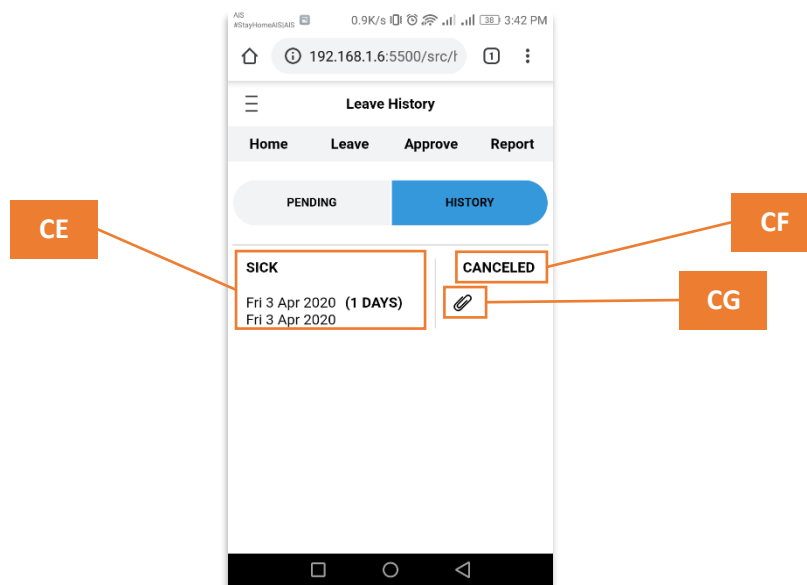 AIS
#StayHomeAIS|AIS
0.9K/s 38 3:42 PM
192.168.1.6:5500/src/h 1
Leave History
Home Leave Approve Report
PENDING HISTORY
CE
CF
SICK CANCELED
CG
Fri 3 Apr 2020 (1 DAYS)
Fri 3 Apr 2020